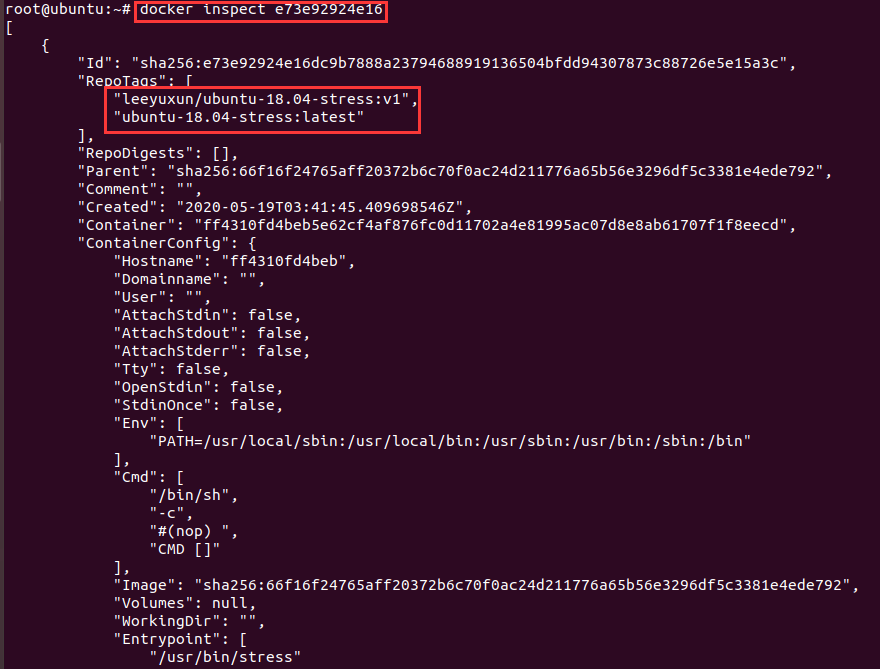 root@ubuntu:~# docker inspect e73e92924e16
[
    {
        "Id": "sha256:e73e92924e16dc9b7888a23794688919136504bfdd94307873c88726e5e15a3c",
        "RepoTags": [
            "leeyuxun/ubuntu-18.04-stress:v1",
            "ubuntu-18.04-stress:latest"
        ],
        "RepoDigests": [],
        "Parent": "sha256:66f16f24765aff20372b6c70f0ac24d211776a65b56e3296df5c3381e4ede792",
        "Comment": "",
        "Created": "2020-05-19T03:41:45.409698546Z",
        "Container": "ff4310fd4beb5e62cf4af876fc0d11702a4e81995ac07d8e8ab61707f1f8eecd",
        "ContainerConfig": {
            "Hostname": "ff4310fd4beb",
            "Domainname": "",
            "User": "",
            "AttachStdin": false,
            "AttachStdout": false,
            "AttachStderr": false,
            "Tty": false,
            "OpenStdin": false,
            "StdinOnce": false,
            "Env": [
                "PATH=/usr/local/sbin:/usr/local/bin:/usr/sbin:/usr/bin:/sbin:/bin"
            ],
            "Cmd": [
                "/bin/sh",
                "-c",
                "#(nop) ",
                "CMD []"
            ],
            "Image": "sha256:66f16f24765aff20372b6c70f0ac24d211776a65b56e3296df5c3381e4ede792",
            "Volumes": null,
            "WorkingDir": "",
            "Entrypoint": [
                "/usr/bin/stress"